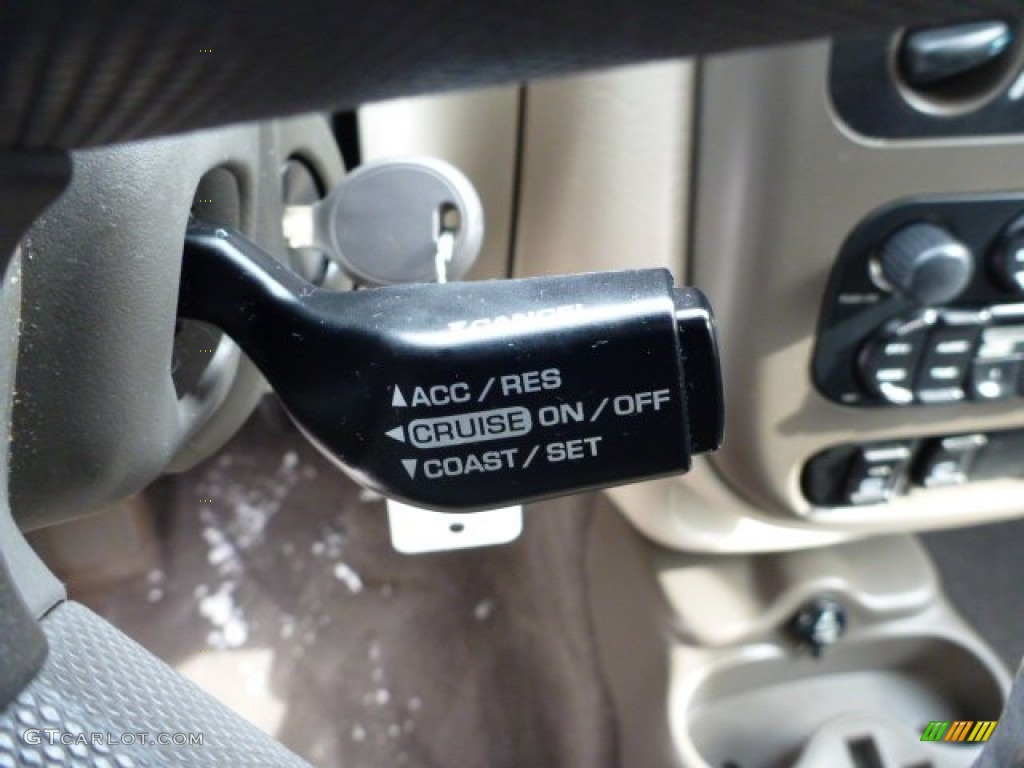 ▼CANCEL
▲ACC / RES
◄CRUISE ON / OFF
▼COAST / SET
GTCARLOT.COM